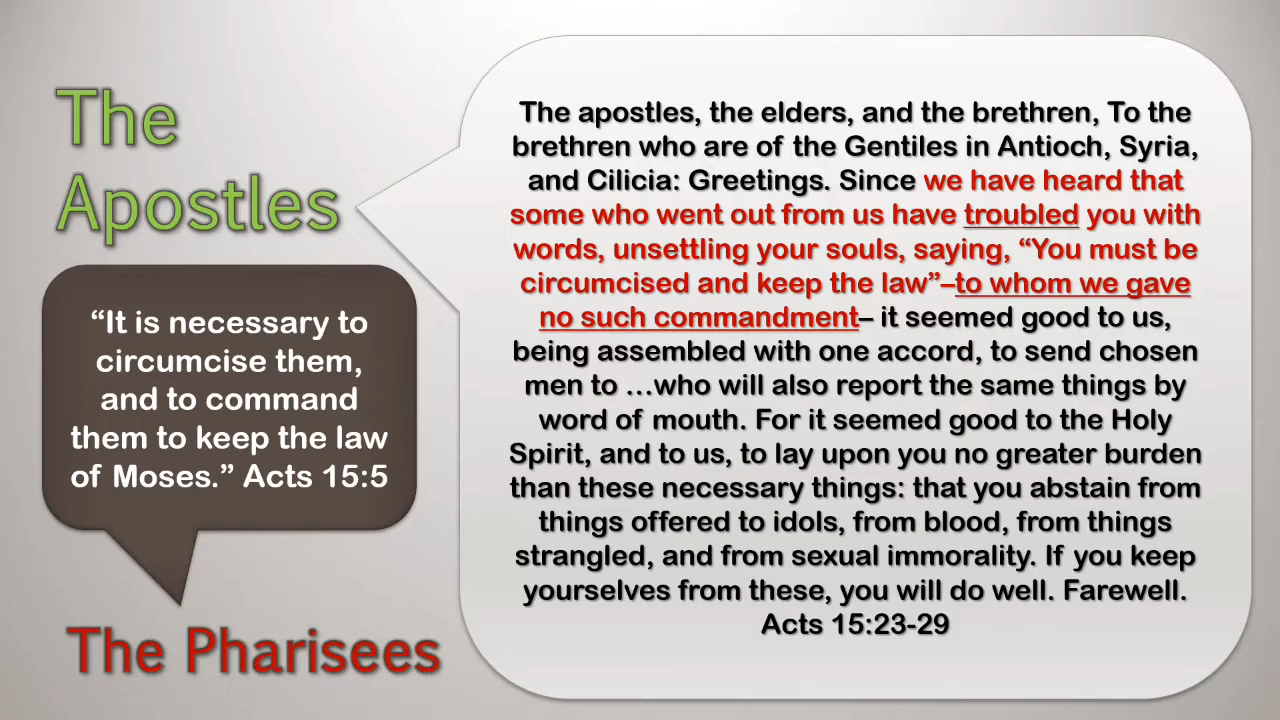 The
Apostles
The apostles, the elders, and the brethren, To the
brethren who are of the Gentiles in Antioch, Syria,
and Cilicia: Greetings. Since we have heard that
some who went out from us have troubled you with
words, unsettling your souls, saying, “You must be
circumcised and keep the law”–to whom we gave
no such commandment– it seemed good to us,
being assembled with one accord, to send chosen
men to …who will also report the same things by
word of mouth. For it seemed good to the Holy
Spirit, and to us, to lay upon you no greater burden
than these necessary things: that you abstain from
things offered to idols, from blood, from things
strangled, and from sexual immorality. If you keep
yourselves from these, you will do well. Farewell.
Acts 15:23-29
“It is necessary to
circumcise them,
and to command
them to keep the law
of Moses.” Acts 15:5
The Pharisees